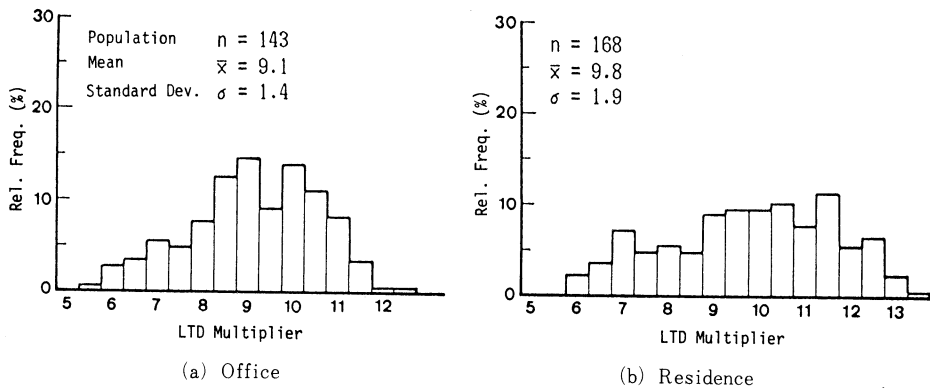 30
20
10
0
Rel. Freq. (%)
Population n = 143
Mean x̄ = 9.1
Standard Dev. σ = 1.4
5 6 7 8 9 10 11 12
LTD Multiplier
(a) Office
30
20
10
0
Rel. Freq. (%)
n = 168
x̄ = 9.8
σ = 1.9
5 6 7 8 9 10 11 12 13
LTD Multiplier
(b) Residence